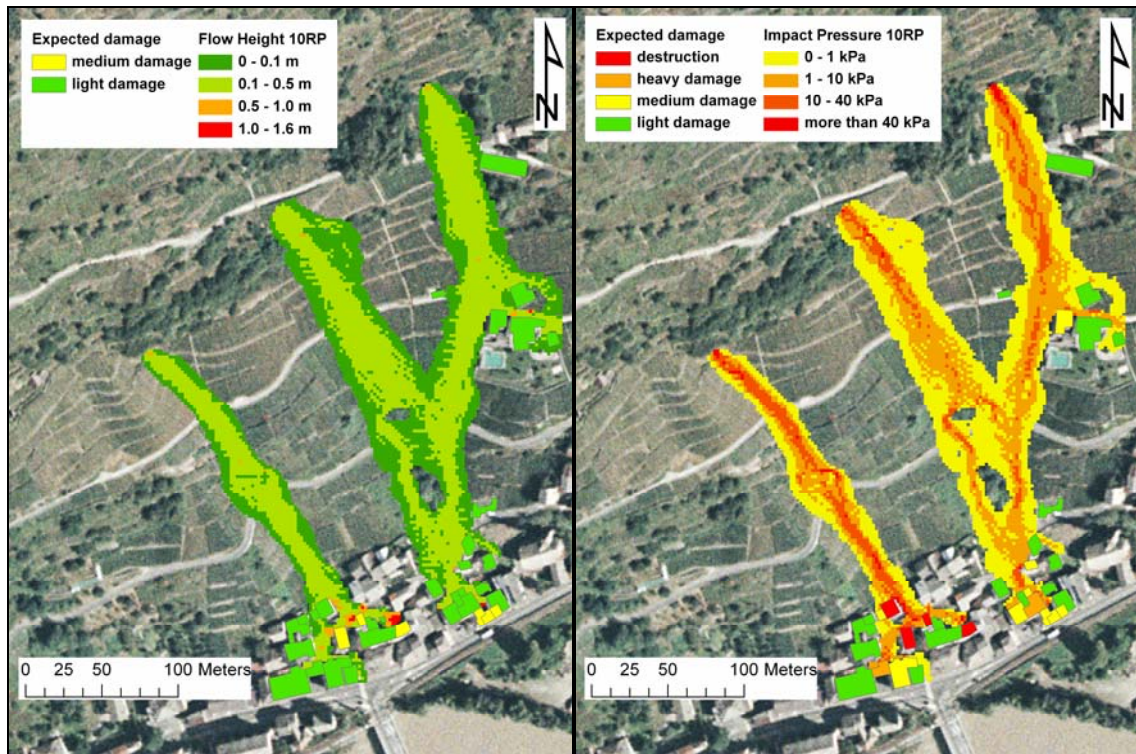 Expected damage
medium damage
light damage
Flow Height 10RP
0 - 0.1 m
0.1 - 0.5 m
0.5 - 1.0 m
1.0 - 1.6 m
N
0 25 50 100 Meters
Expected damage
destruction
heavy damage
medium damage
light damage
Impact Pressure 10RP
0 - 1 kPa
1 - 10 kPa
10 - 40 kPa
more than 40 kPa
N
0 25 50 100 Meters